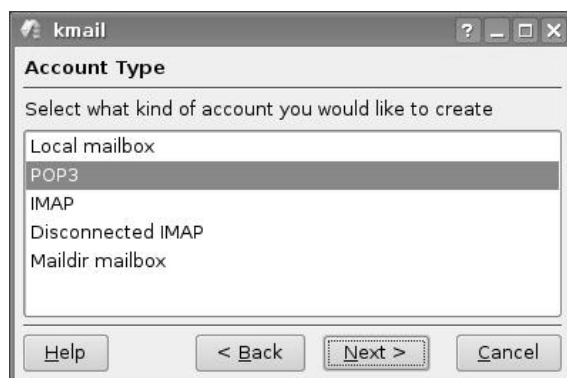 kmail
Account Type
Select what kind of account you would like to create
Local mailbox
POP3
IMAP
Disconnected IMAP
Maildir mailbox
Help
< Back
Next >
Cancel